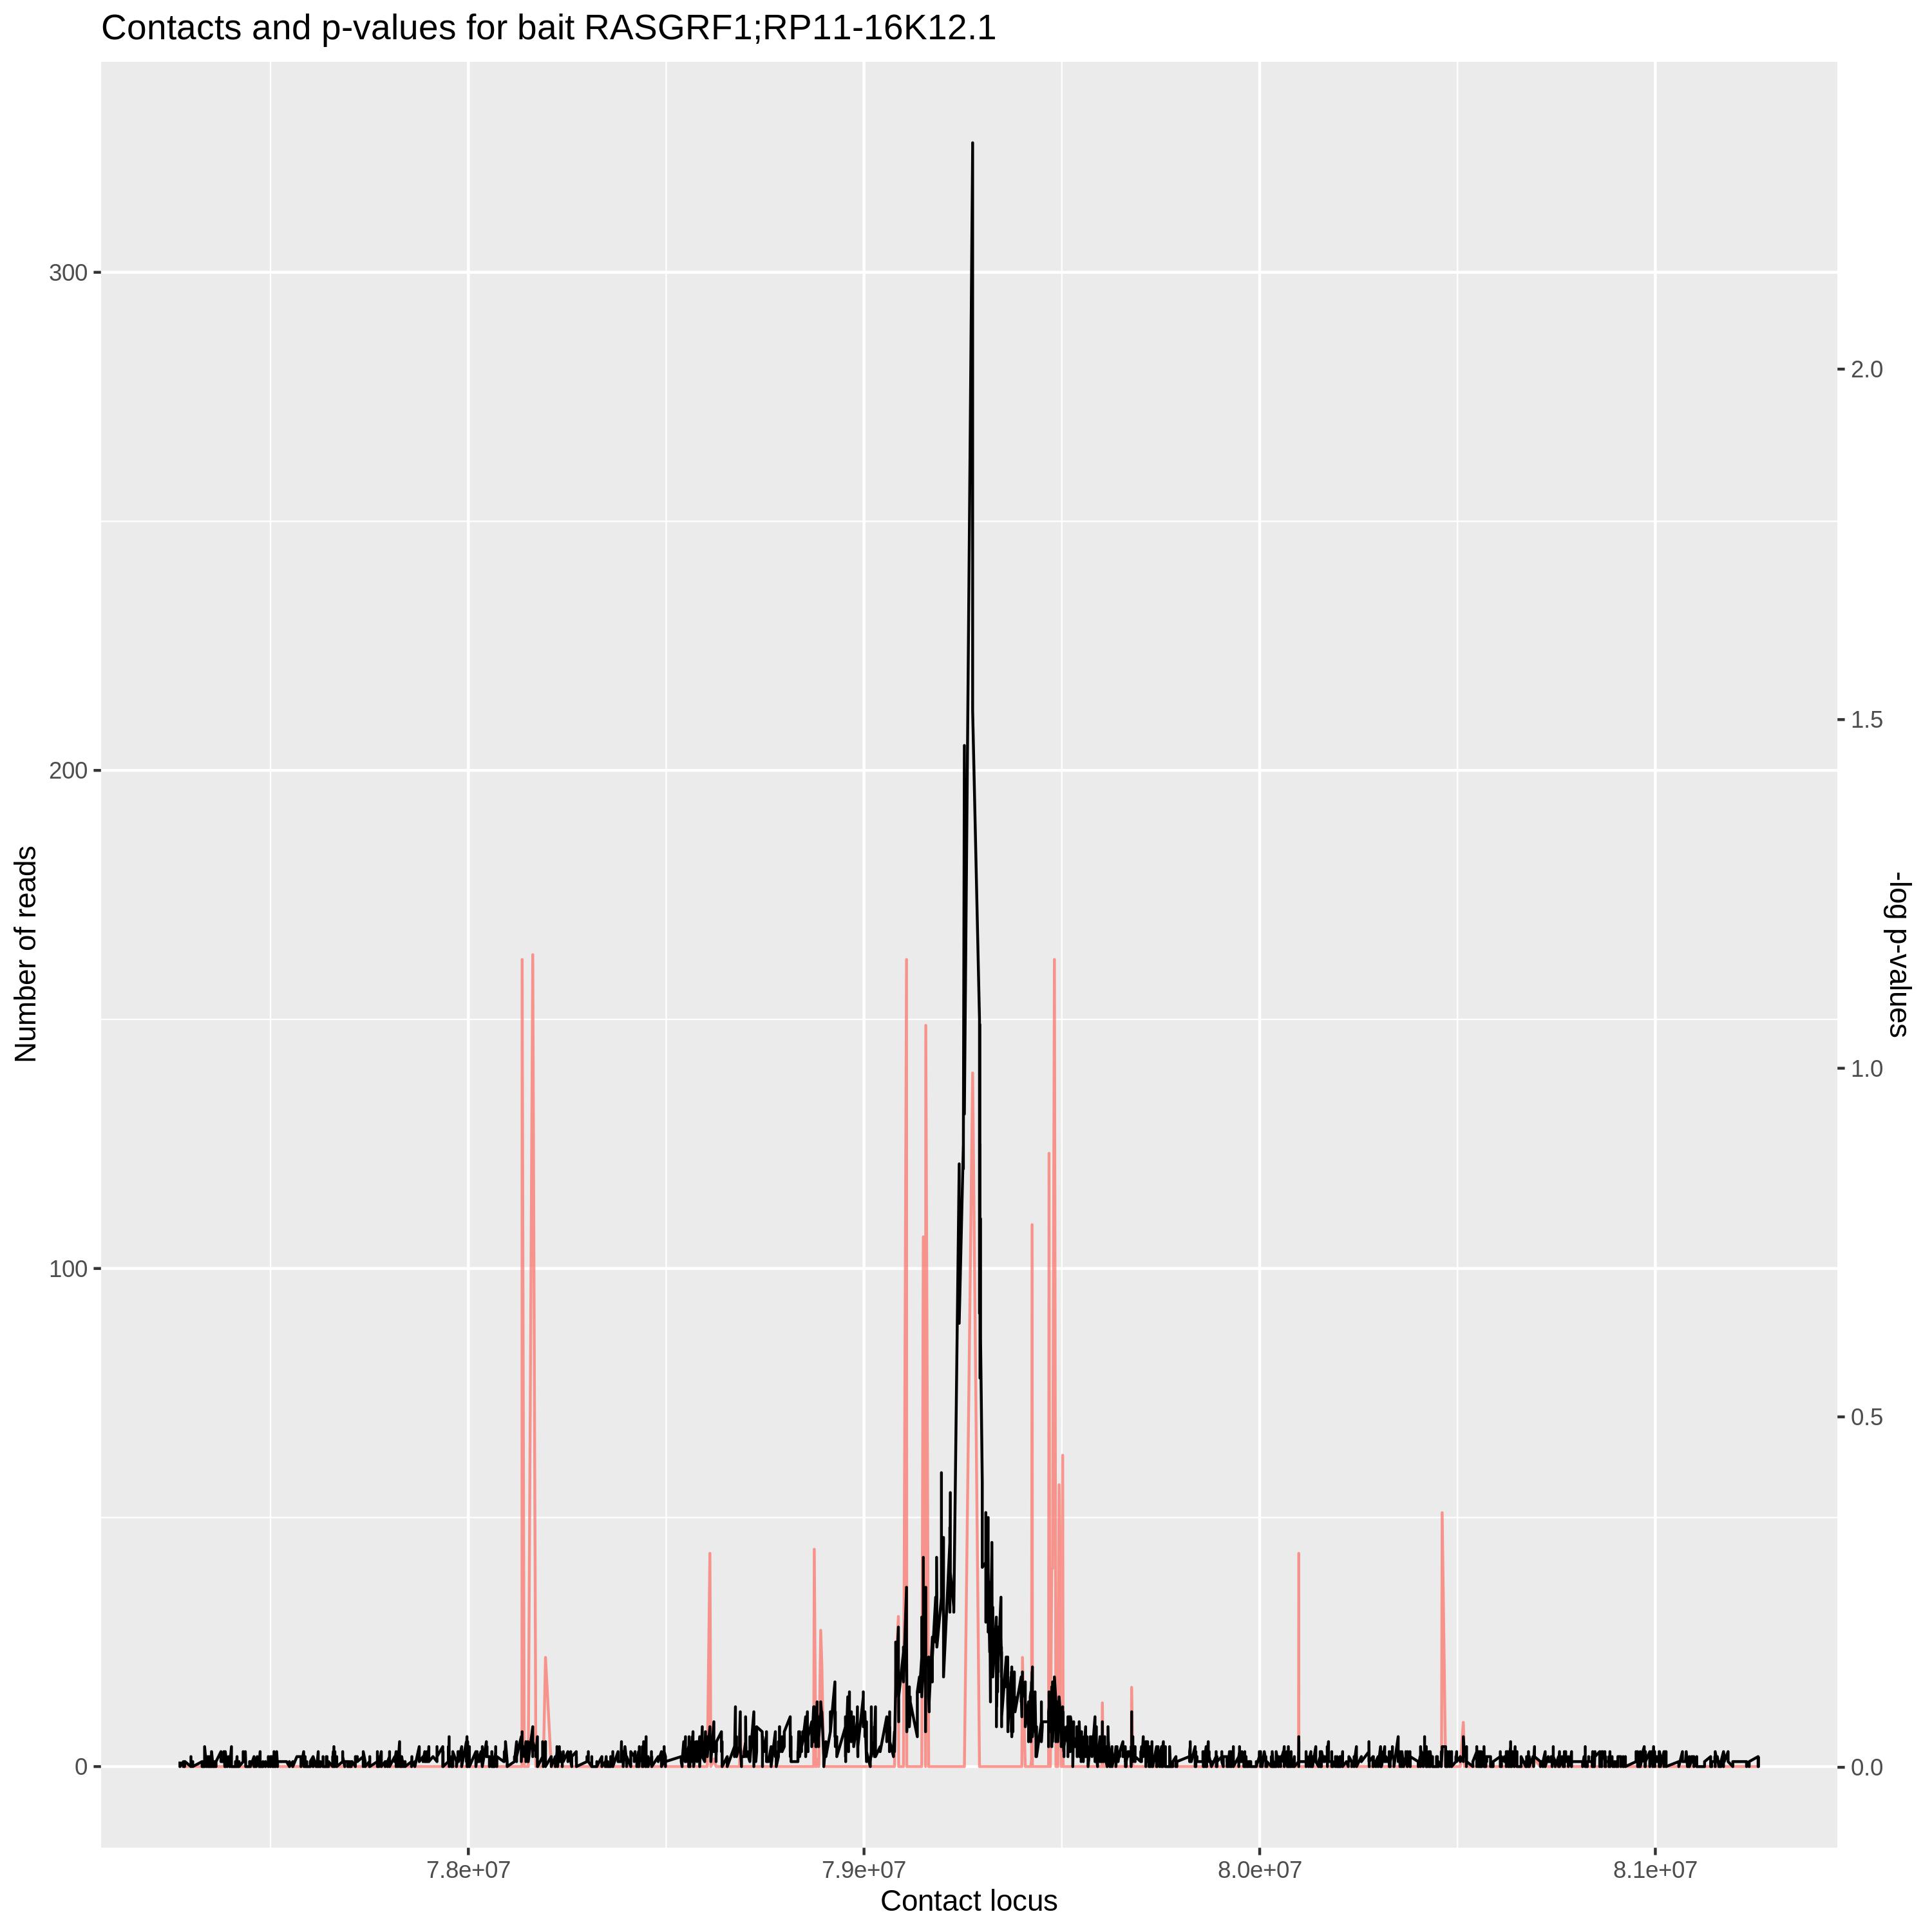 Contacts and p-values for bait RASGRF1;RP11-16K12.1
Number of reads
300
200
100
0
2.0
1.5
1.0
0.5
0.0
-log p-values
7.8e+07 7.9e+07 8.0e+07 8.1e+07
Contact locus